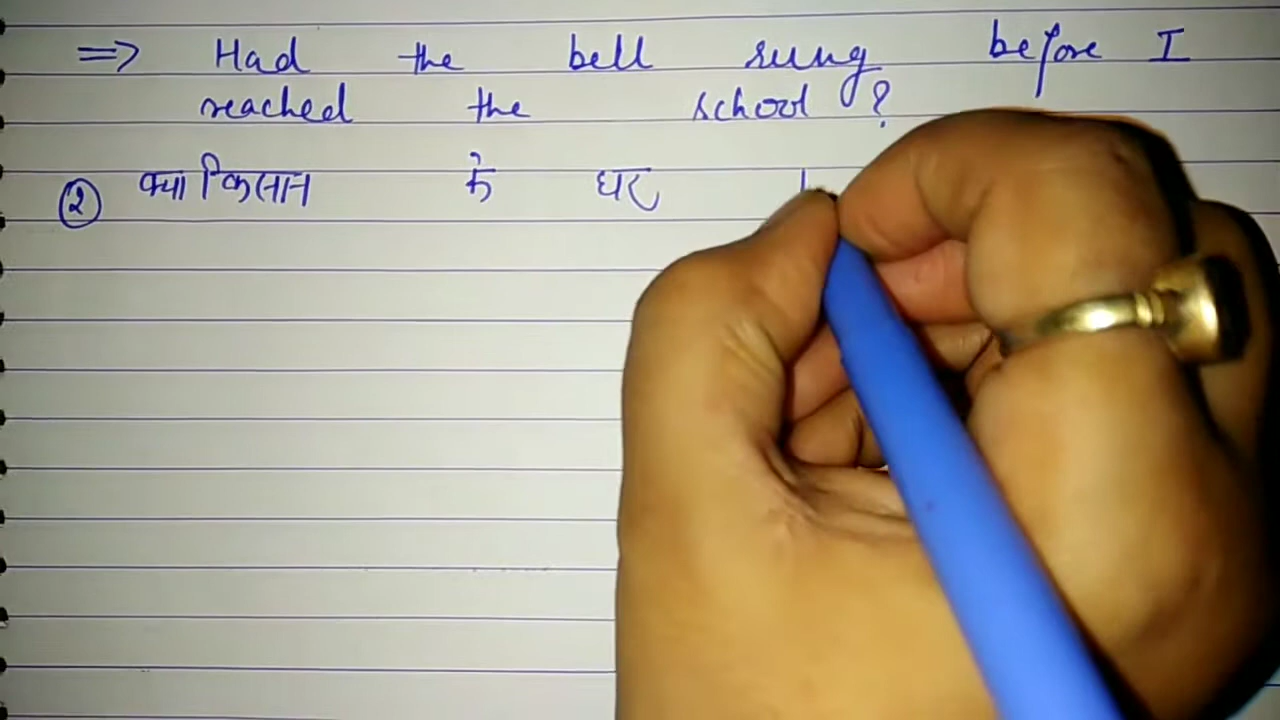 => Had the bell rung before I
reached the school ?
② क्या किसान के घर